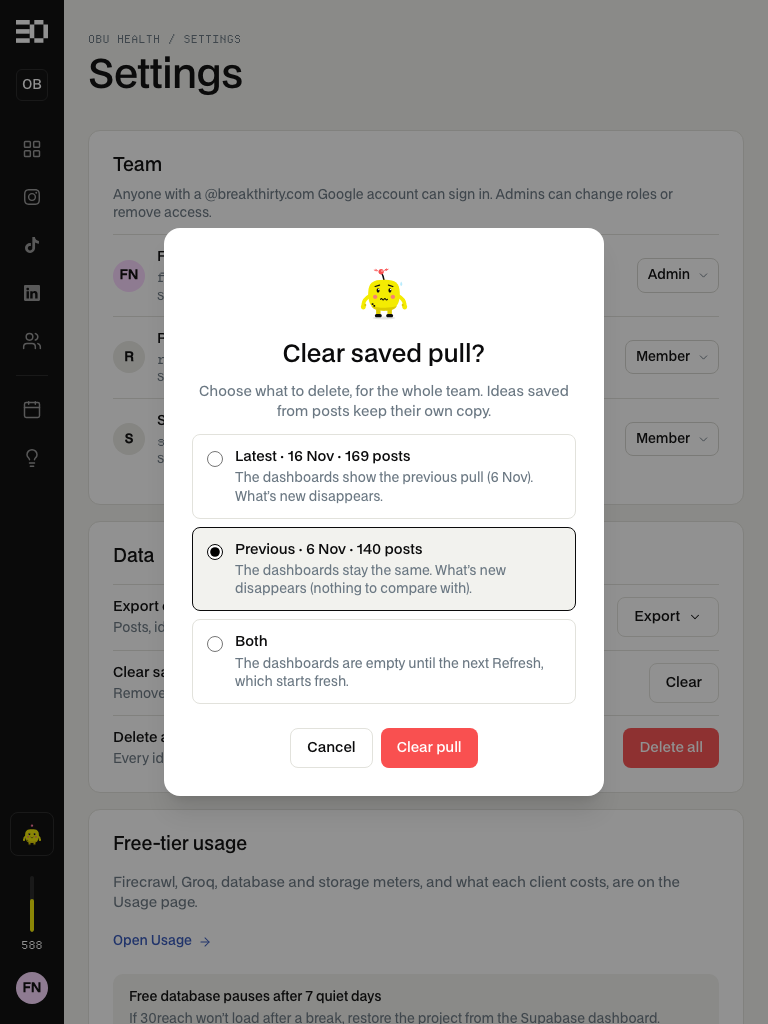 OBU HEALTH / SETTINGS
Settings
OB
Team
Anyone with a @breakthirty.com Google account can sign in. Admins can change roles or
remove access.
FN
Admin
R
Member
S
Member
Clear saved pull?
Choose what to delete, for the whole team. Ideas saved
from posts keep their own copy.
Latest · 16 Nov · 169 posts
The dashboards show the previous pull (6 Nov).
What's new disappears.
Previous · 6 Nov · 140 posts
The dashboards stay the same. What's new
disappears (nothing to compare with).
Both
The dashboards are empty until the next Refresh,
which starts fresh.
Cancel
Clear pull
Data
Export
Posts,
Export
Clear
Remove
Clear
Delete
Every
Delete all
Free-tier usage
Firecrawl, Groq, database and storage meters, and what each client costs, are on the
Usage page.
Open Usage
588
FN
Free database pauses after 7 quiet days
If 30reach won't load after a break, restore the project from the Supabase dashboard.